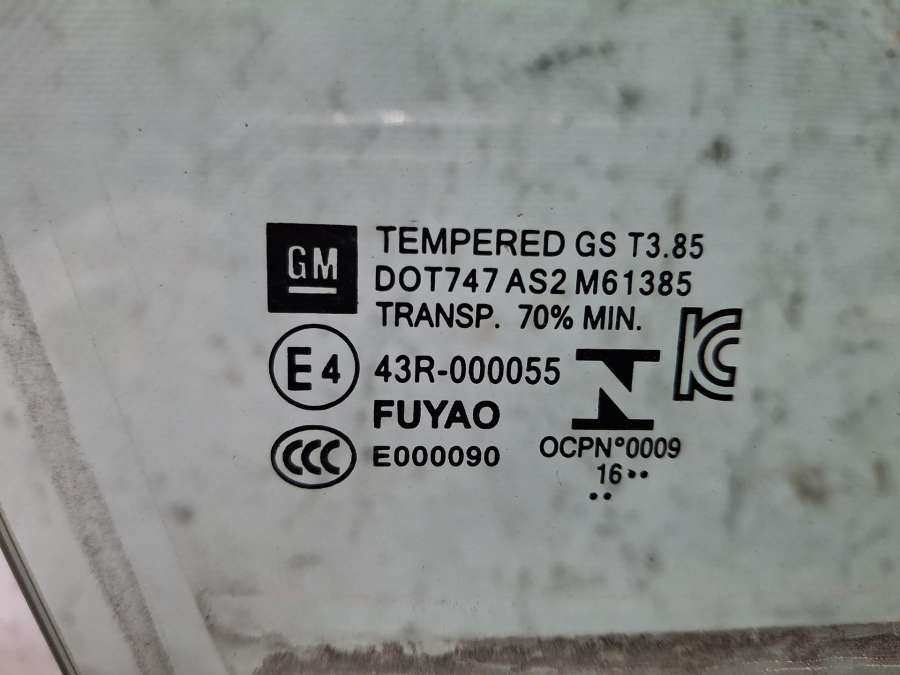 GM
TEMPERED GS T3.85
DOT747 AS2 M61385
TRANSP. 70% MIN.
E4
43R-000055
FUYAO
CCC
E000090
N
KC
OCPN°0009
16••
••